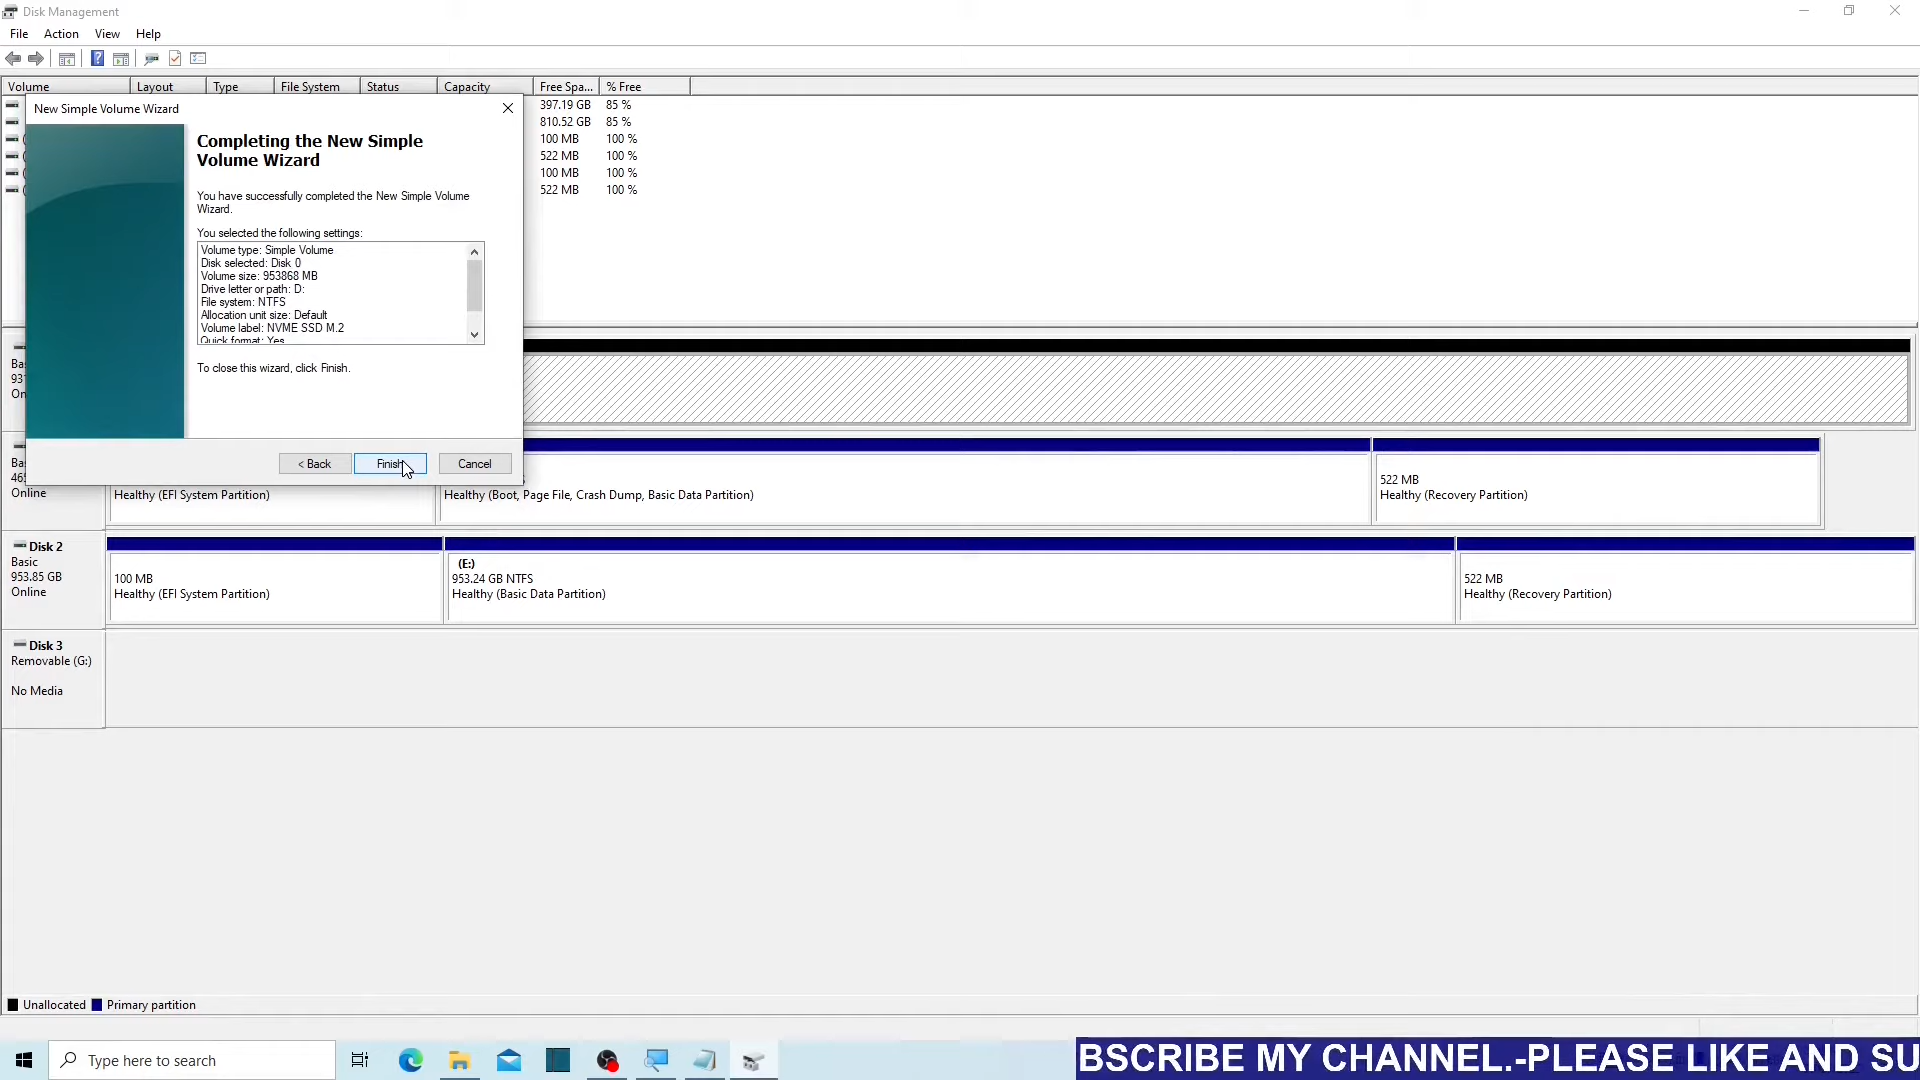 Disk Management
File Action View Help
Volume Layout Type File System Status Capacity Free Spa... % Free
397.19 GB 85 %
810.52 GB 85 %
100 MB 100 %
522 MB 100 %
100 MB 100 %
522 MB 100 %
New Simple Volume Wizard
Completing the New Simple
Volume Wizard
You have successfully completed the New Simple Volume
Wizard.
You selected the following settings:
Volume type: Simple Volume
Disk selected: Disk 0
Volume size: 953868 MB
Drive letter or path: D:
File system: NTFS
Allocation unit size: Default
Volume label: NVME SSD M.2
Quick format: Yes
To close this wizard, click Finish.
< Back Finish Cancel
Online
Healthy (EFI System Partition)
Healthy (Boot, Page File, Crash Dump, Basic Data Partition)
522 MB
Healthy (Recovery Partition)
Disk 2
Basic
953.85 GB
Online
100 MB
Healthy (EFI System Partition)
(E:)
953.24 GB NTFS
Healthy (Basic Data Partition)
522 MB
Healthy (Recovery Partition)
Disk 3
Removable (G:)
No Media
Unallocated Primary partition
Type here to search
BSCRIBE MY CHANNEL.-PLEASE LIKE AND SU